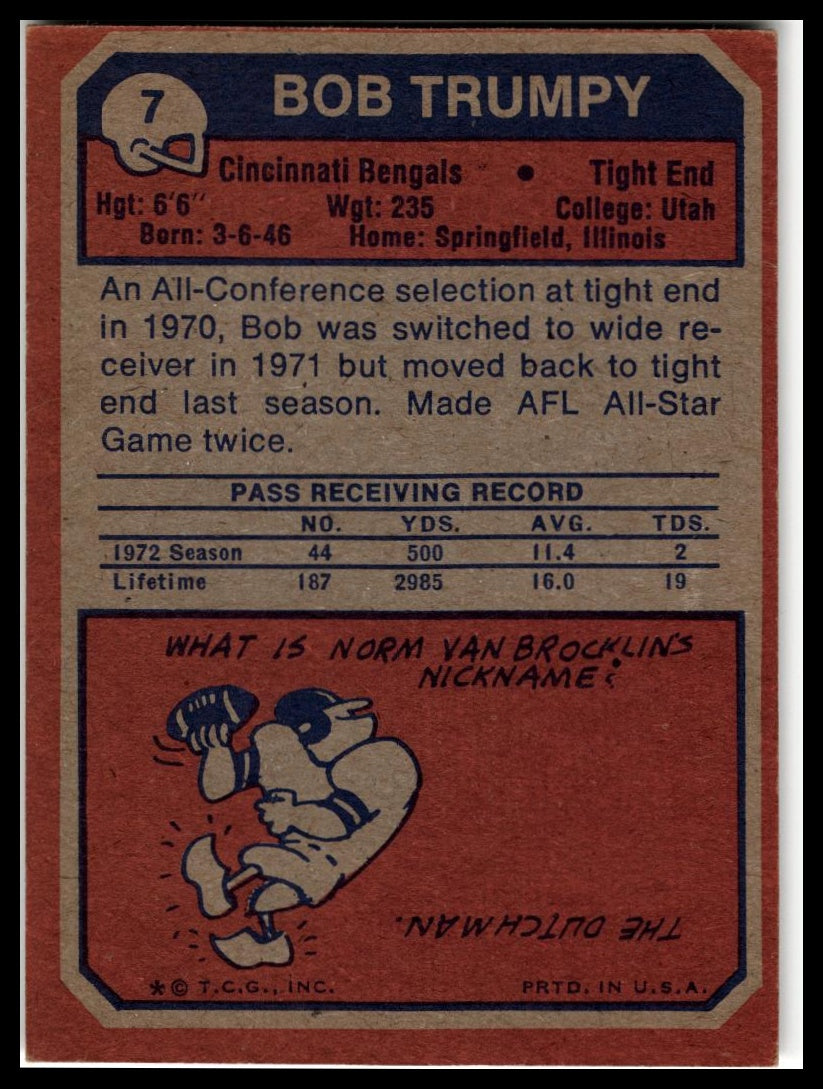 7
BOB TRUMPY
Cincinnati Bengals • Tight End
Hgt: 6'6" Wgt: 235 College: Utah
Born: 3-6-46 Home: Springfield, Illinois
An All-Conference selection at tight end
in 1970, Bob was switched to wide re-
ceiver in 1971 but moved back to tight
end last season. Made AFL All-Star
Game twice.
PASS RECEIVING RECORD
NO. YDS. AVG. TDS.
1972 Season 44 500 11.4 2
Lifetime 187 2985 16.0 19
WHAT IS NORM VAN BROCKLIN'S
NICKNAME?
THE DUTCHMAN.
*© T.C.G., INC. PRTD. IN U.S.A.